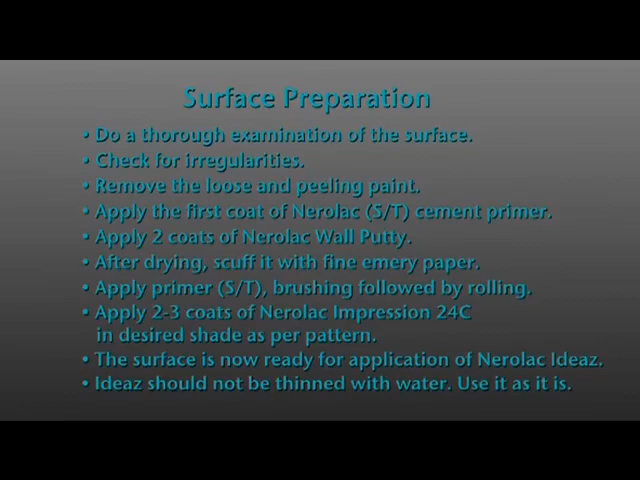 Surface Preparation
• Do a thorough examination of the surface.
• Check for irregularities.
• Remove the loose and peeling paint.
• Apply the first coat of Nerolac (S/T) cement primer.
• Apply 2 coats of Nerolac Wall Putty.
• After drying, scuff it with fine emery paper.
• Apply primer (S/T), brushing followed by rolling.
• Apply 2-3 coats of Nerolac Impression 24C
in desired shade as per pattern.
• The surface is now ready for application of Nerolac Ideaz.
• Ideaz should not be thinned with water. Use it as it is.